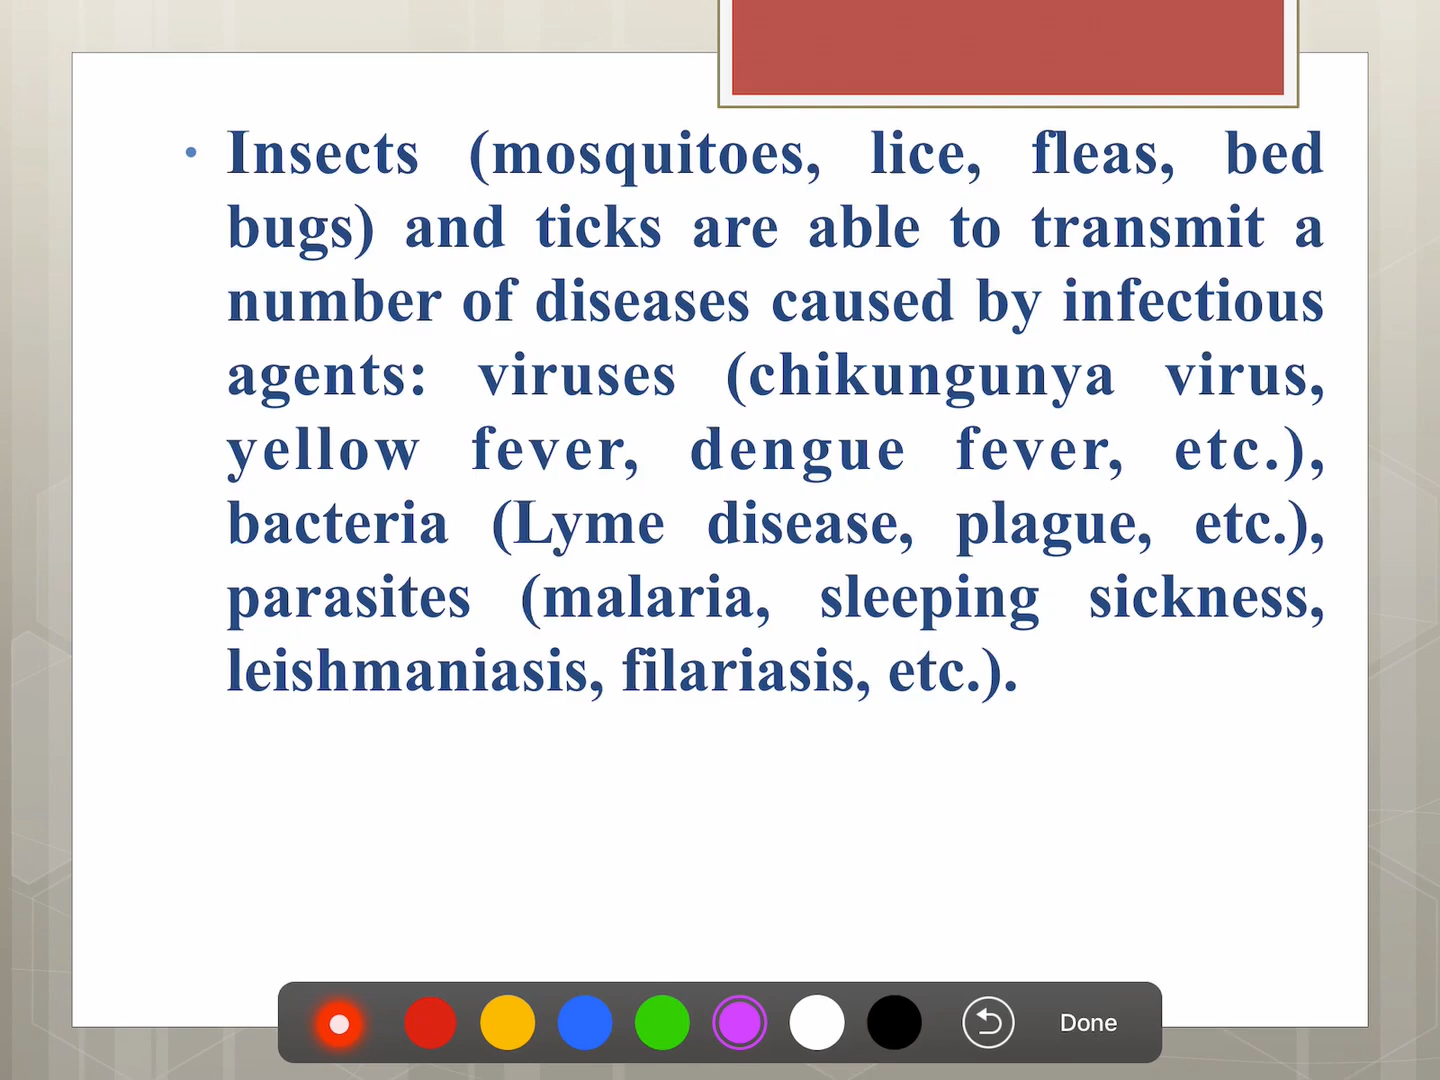 • Insects (mosquitoes, lice, fleas, bed
bugs) and ticks are able to transmit a
number of diseases caused by infectious
agents: viruses (chikungunya virus,
yellow fever, dengue fever, etc.),
bacteria (Lyme disease, plague, etc.),
parasites (malaria, sleeping sickness,
leishmaniasis, filariasis, etc.).
Done